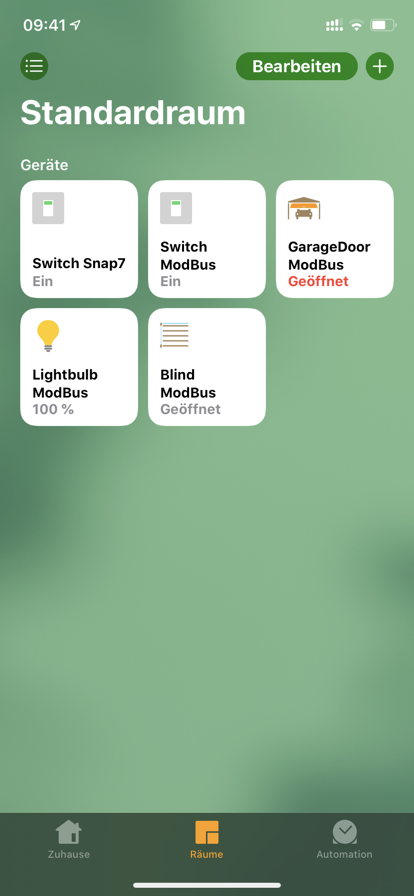 09:41
Bearbeiten
Standardraum
Geräte
Switch Snap7
Ein
Switch
ModBus
Ein
GarageDoor
ModBus
Geöffnet
Lightbulb
ModBus
100 %
Blind
ModBus
Geöffnet
Zuhause
Räume
Automation